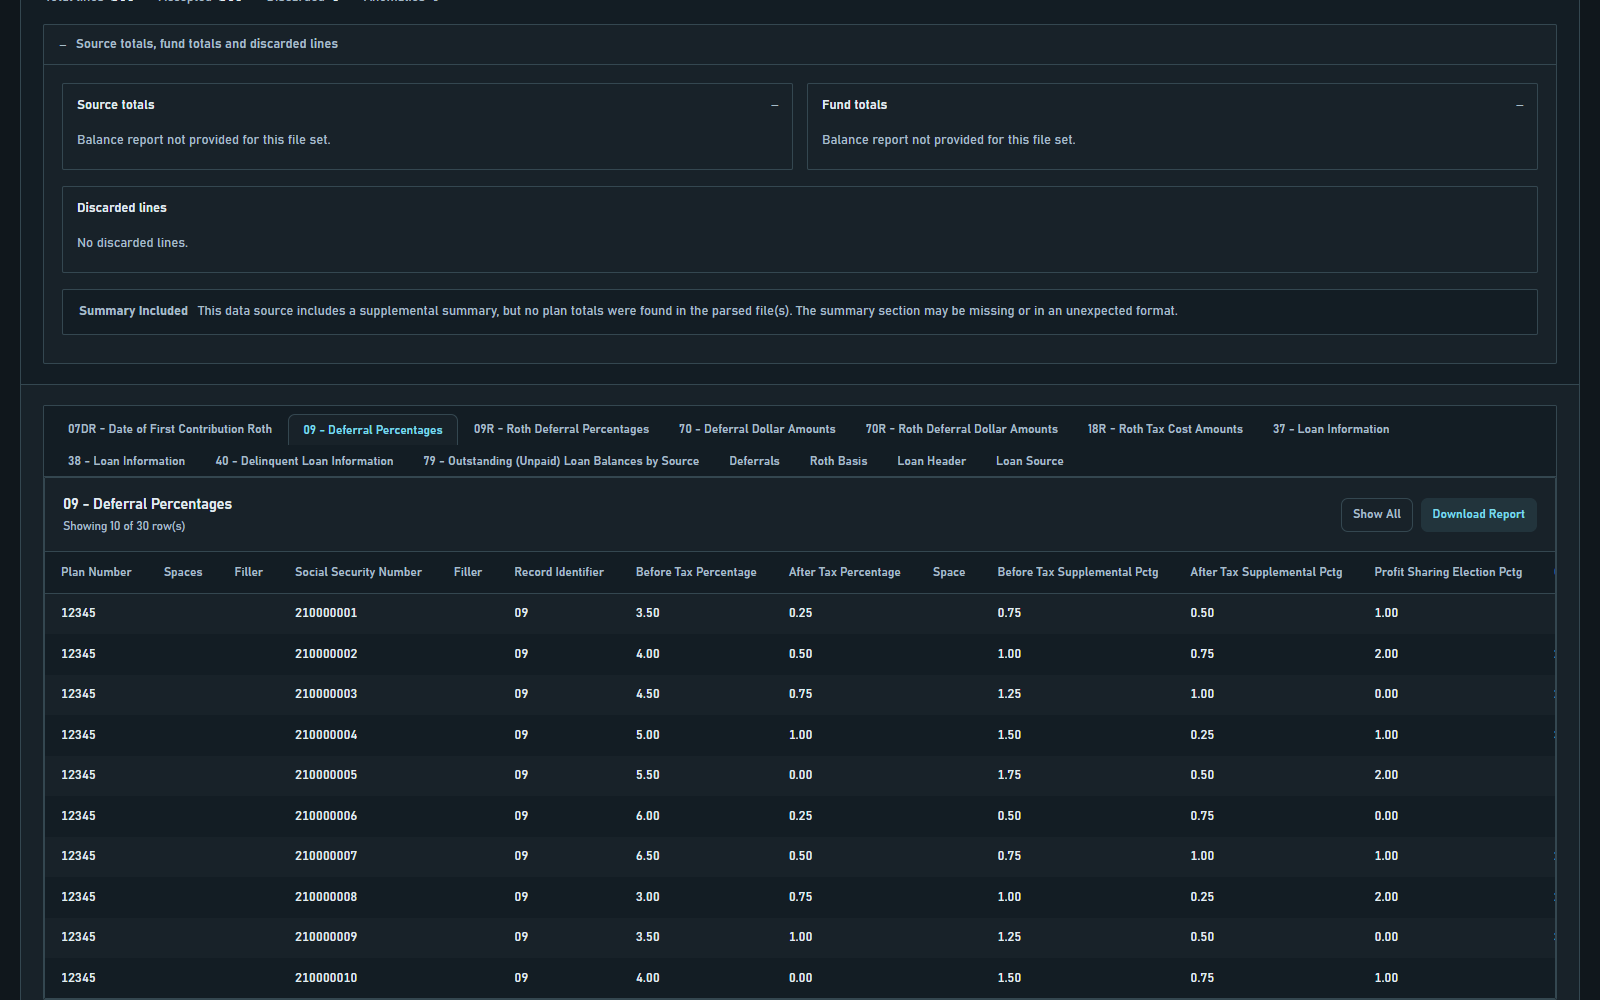 – Source totals, fund totals and discarded lines
Source totals –
Balance report not provided for this file set.
Fund totals –
Balance report not provided for this file set.
Discarded lines
No discarded lines.
Summary Included This data source includes a supplemental summary, but no plan totals were found in the parsed file(s). The summary section may be missing or in an unexpected format.
07DR - Date of First Contribution Roth 09 - Deferral Percentages 09R - Roth Deferral Percentages 70 - Deferral Dollar Amounts 70R - Roth Deferral Dollar Amounts 18R - Roth Tax Cost Amounts 37 - Loan Information
38 - Loan Information 40 - Delinquent Loan Information 79 - Outstanding (Unpaid) Loan Balances by Source Deferrals Roth Basis Loan Header Loan Source
09 - Deferral Percentages
Showing 10 of 30 row(s)
Show All Download Report
Plan Number Spaces Filler Social Security Number Filler Record Identifier Before Tax Percentage After Tax Percentage Space Before Tax Supplemental Pctg After Tax Supplemental Pctg Profit Sharing Election Pctg
12345 210000001 09 3.50 0.25 0.75 0.50 1.00
12345 210000002 09 4.00 0.50 1.00 0.75 2.00
12345 210000003 09 4.50 0.75 1.25 1.00 0.00
12345 210000004 09 5.00 1.00 1.50 0.25 1.00
12345 210000005 09 5.50 0.00 1.75 0.50 2.00
12345 210000006 09 6.00 0.25 0.50 0.75 0.00
12345 210000007 09 6.50 0.50 0.75 1.00 1.00
12345 210000008 09 3.00 0.75 1.00 0.25 2.00
12345 210000009 09 3.50 1.00 1.25 0.50 0.00
12345 210000010 09 4.00 0.00 1.50 0.75 1.00